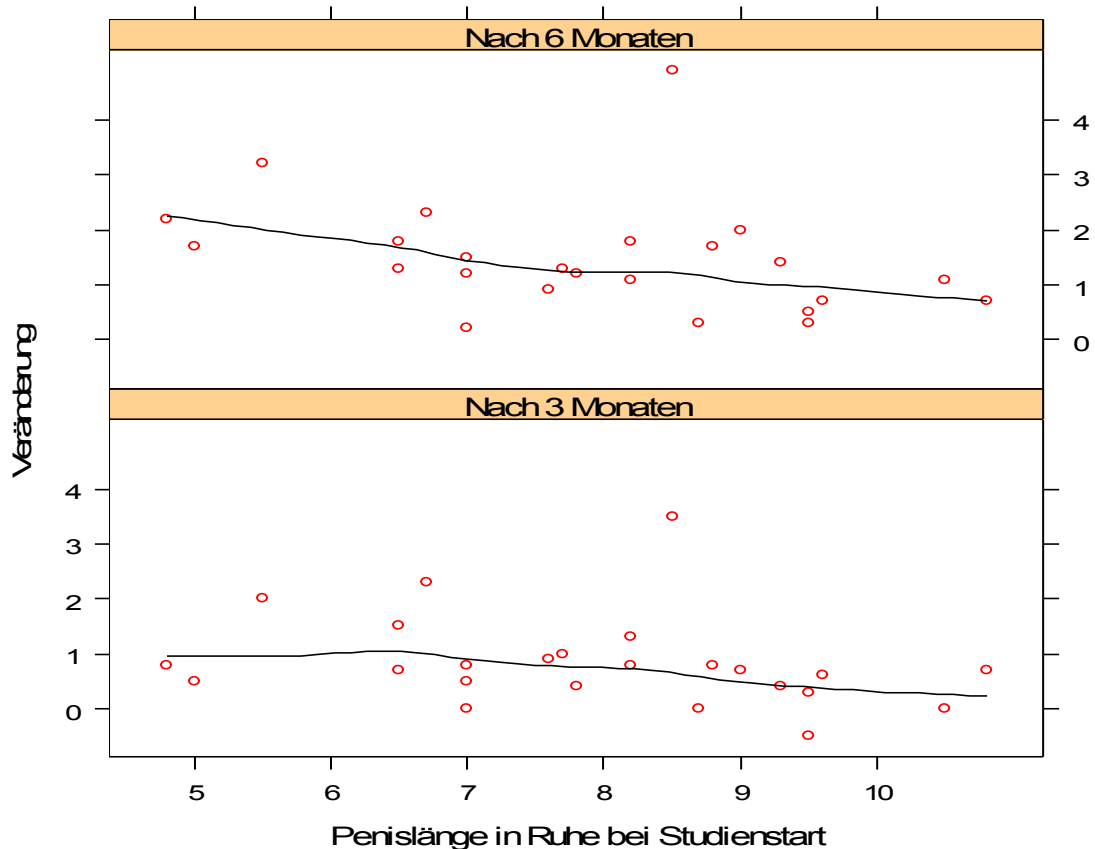 Nach 6 Monaten
4
3
2
1
0
Nach 3 Monaten
Veränderung
4
3
2
1
0
5 6 7 8 9 10
Penislänge in Ruhe bei Studienstart